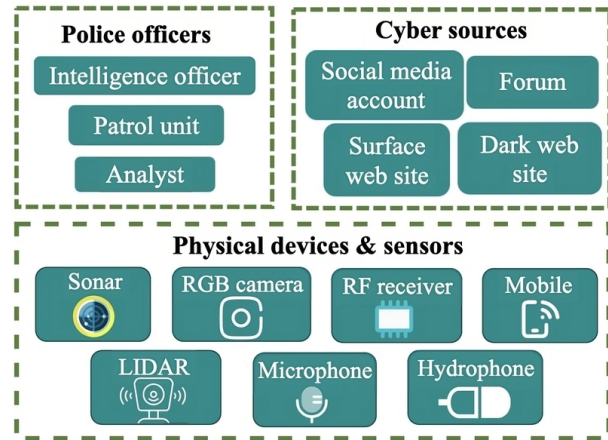 Police officers
Intelligence officer
Patrol unit
Analyst
Cyber sources
Social media
account
Forum
Surface
web site
Dark web
site
Physical devices & sensors
Sonar
RGB camera
RF receiver
Mobile
LIDAR
Microphone
Hydrophone